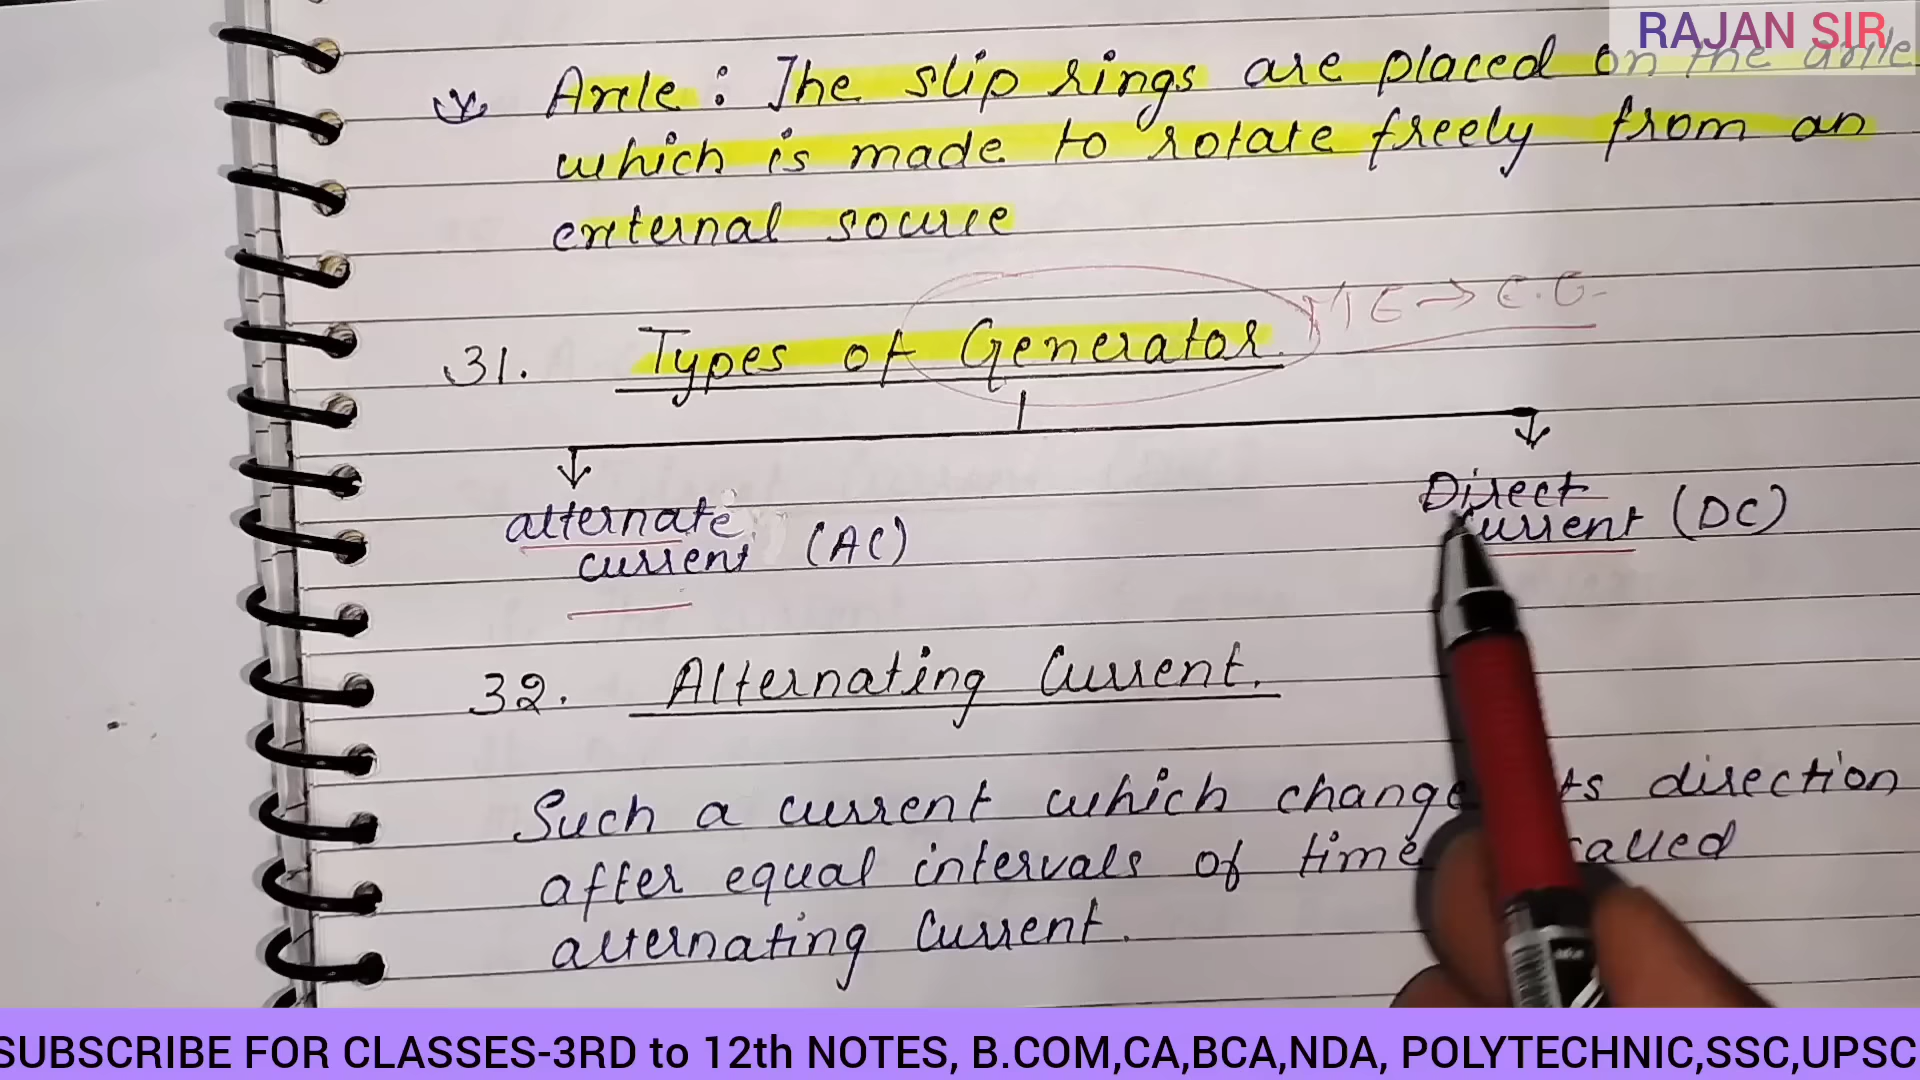 RAJAN SIR
Axle : The slip rings are placed on the axle
which is made to rotate freely from an
external source
M E → E.E.
31. Types of Generator.
alternate
current (AC)
Direct
current (DC)
32. Alternating Current.
Such a current which change its direction
after equal intervals of time called
alternating Current.
SUBSCRIBE FOR CLASSES-3RD to 12th NOTES, B.COM,CA,BCA,NDA, POLYTECHNIC,SSC,UPSC